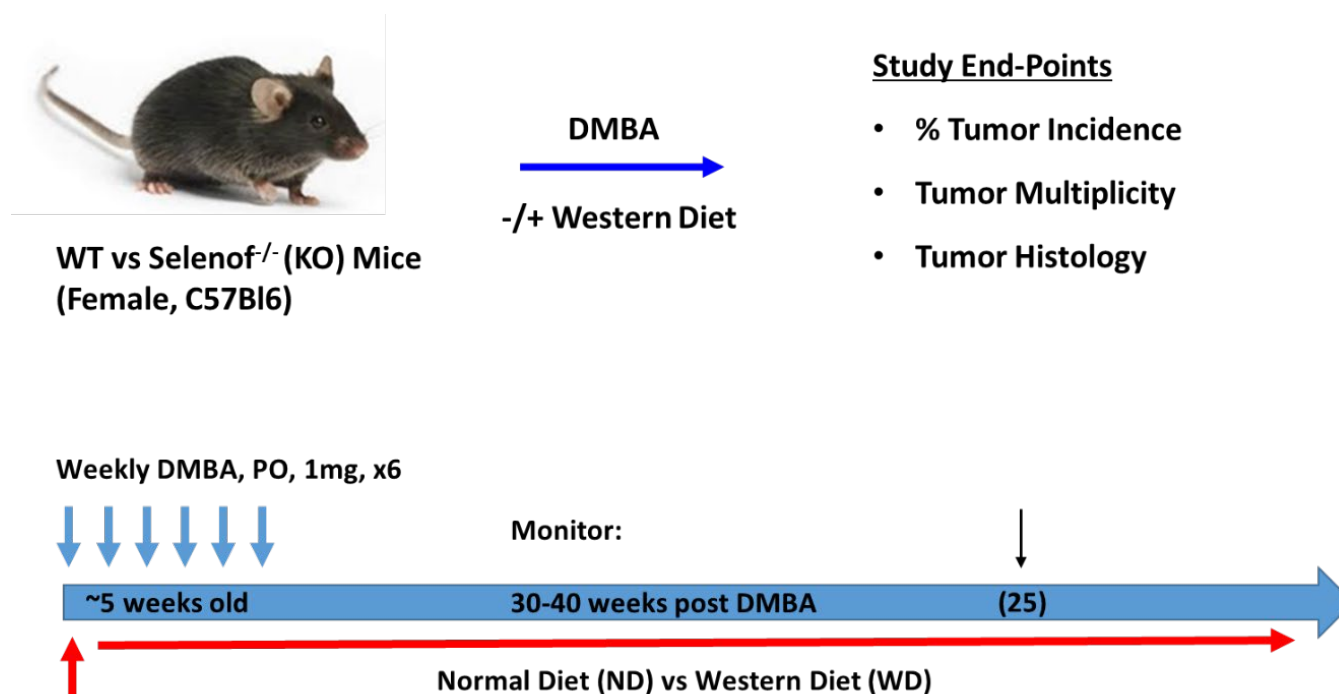 Study End-Points
• % Tumor Incidence
• Tumor Multiplicity
• Tumor Histology
DMBA
-/+ Western Diet
WT vs Selenof-/- (KO) Mice
(Female, C57Bl6)
Weekly DMBA, PO, 1mg, x6
Monitor:
~5 weeks old
30-40 weeks post DMBA
(25)
Normal Diet (ND) vs Western Diet (WD)